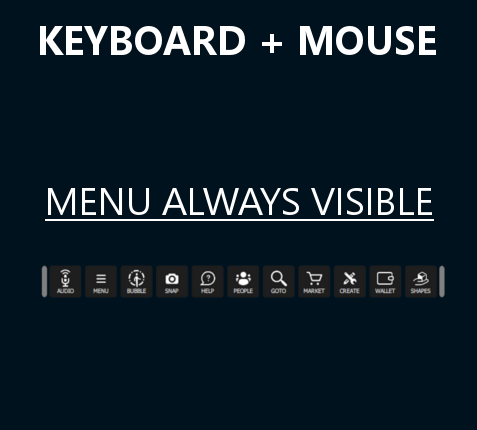 KEYBOARD + MOUSE
MENU ALWAYS VISIBLE
AUDIO MENU BUBBLE SNAP HELP PEOPLE GOTO MARKET CREATE WALLET SHAPES